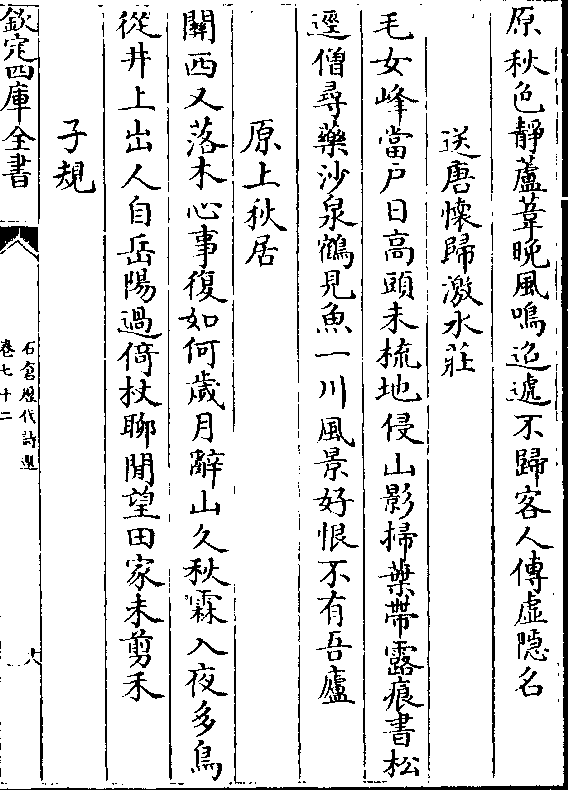 原秋色靜蘆葦晚風鳴迢遞不歸客人傳虛隱名
送唐懷歸敷水莊
毛女峰當戸日高頭未梳地侵山影掃葉帶露痕書松
逕僧尋藥沙泉鶴見魚一川風景好恨不有吾廬
原上秋居
關西又落木心事復如何歲月辭山久秋霖入夜多鳥
從井上出人自岳陽過倚杖聊閒望田家未剪禾
子規
欽定四庫全書
石倉歷代詩選
卷七十二
六